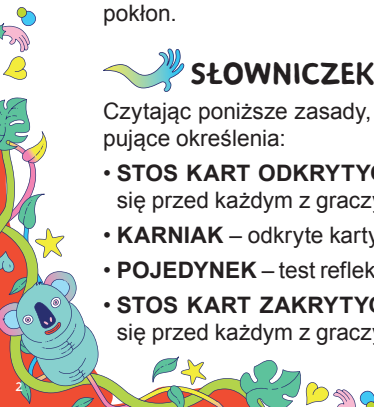 pokłon.
SŁOWNICZEK
Czytając poniższe zasady,
pujące określenia:
• STOS KART ODKRYTYC
się przed każdym z graczy
• KARNIAK – odkryte karty
• POJEDYNEK – test reflek
• STOS KART ZAKRYTYC
się przed każdym z graczy
2